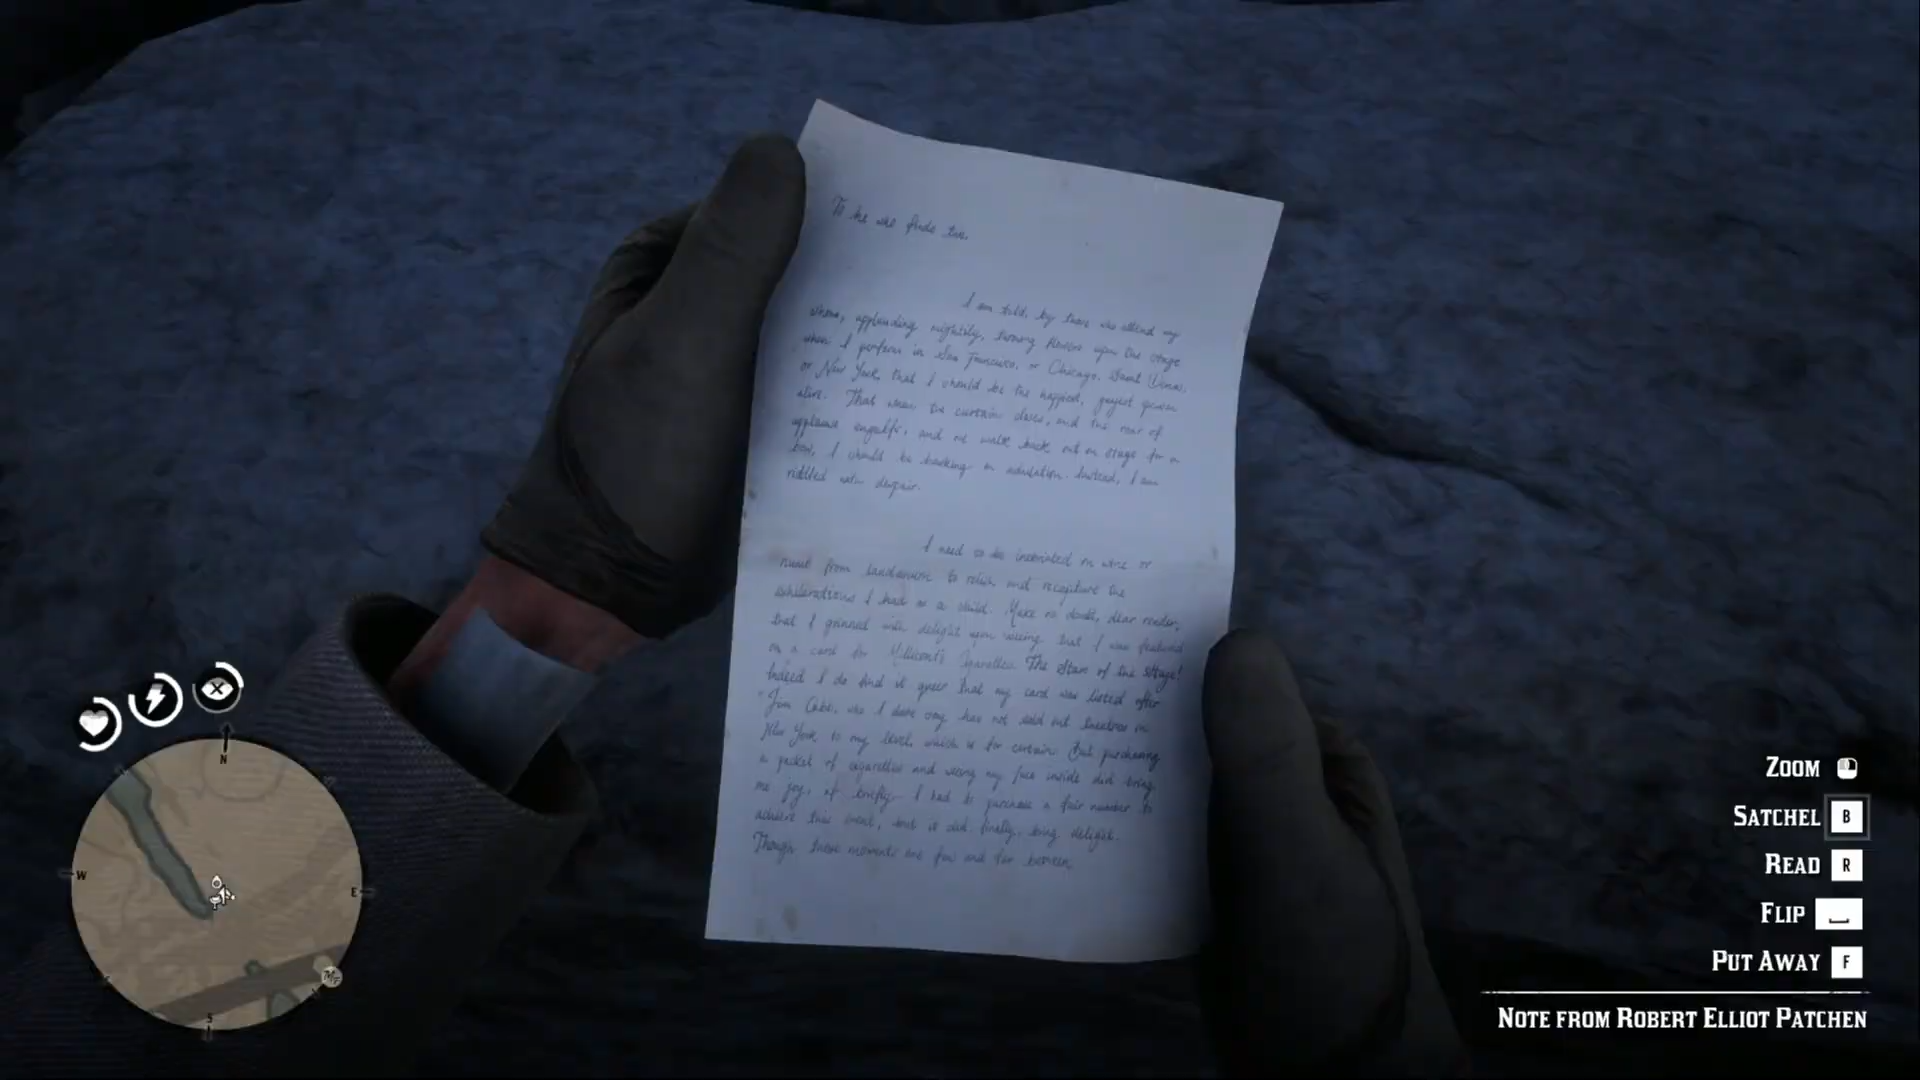 To he who finds this,
I am told, by those who attend my
shows, applauding nightly, throwing flowers upon the stage
when I perform in San Francisco, or Chicago, Saint Denis,
or New York, that I should be the happiest, gayest person
alive. That when the curtain closes, and the roar of
applause engulfs, and we walk back out on stage for a
bow, I should be basking in adulation. Instead, I am
riddled with despair.
I need to be inebriated on wine or
numb from laudanum to relish and recapture the
exhilarations I had as a child. Make no doubt, dear reader,
that I grinned with delight upon seeing that I was featured
on a card for Cigarettes. The Stars of the Stage!
Indeed I do find it queer that my card was listed after
Jim Cobb, who I dare say has not sold out theatres in
New York to my level, which is for certain. But purchasing
a packet of cigarettes and seeing my face inside did bring
me joy, if briefly. I had to purchase a fair number to
achieve this event, but it did, finally, bring delight.
Though these moments are few and far between.
N
W
E
S
Zoom
Satchel B
Read R
Flip
Put Away F
Note from Robert Elliot Patchen